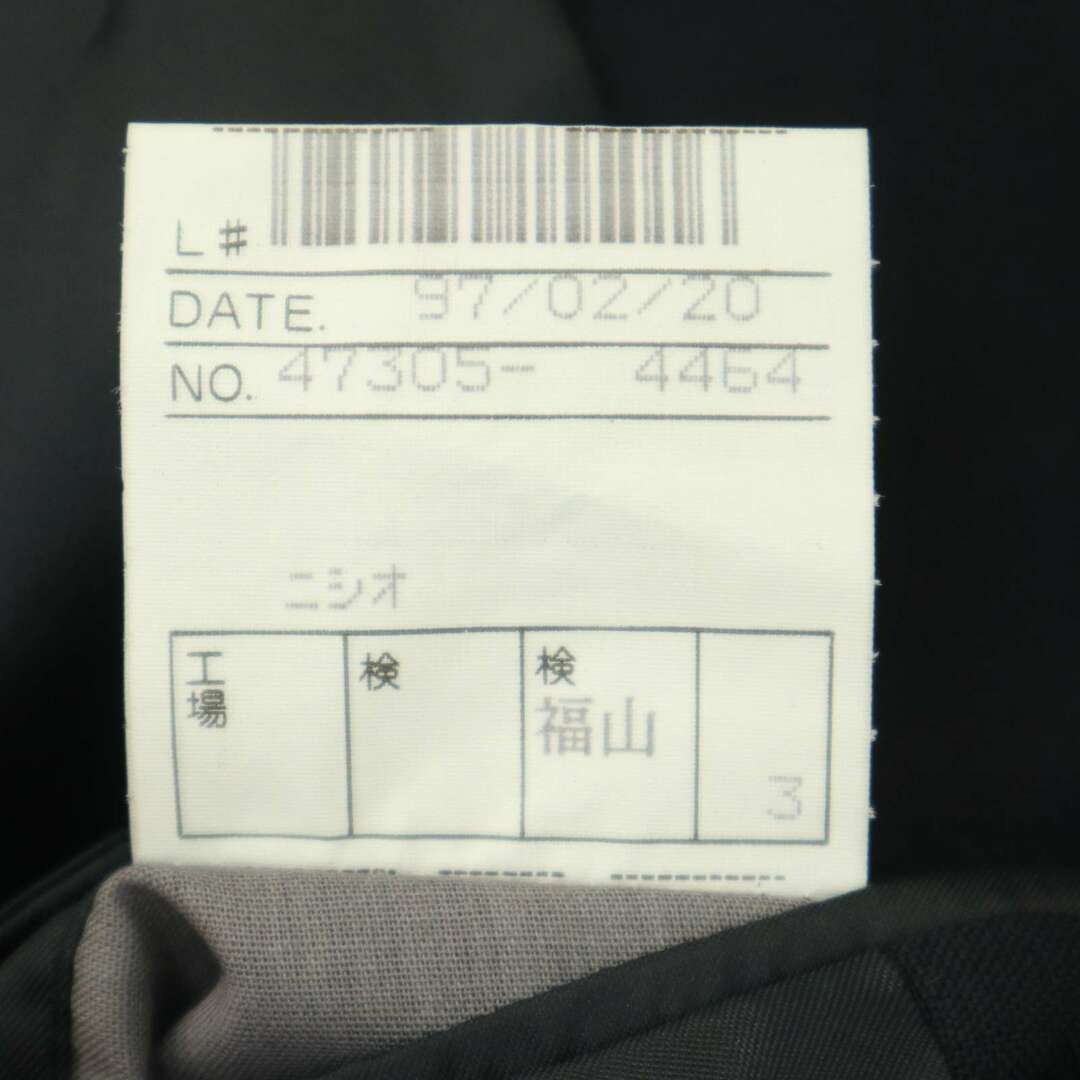 L #
DATE. 97/02/20
NO. 47305- 4464
ニシオ
工場 検 検
福山
3